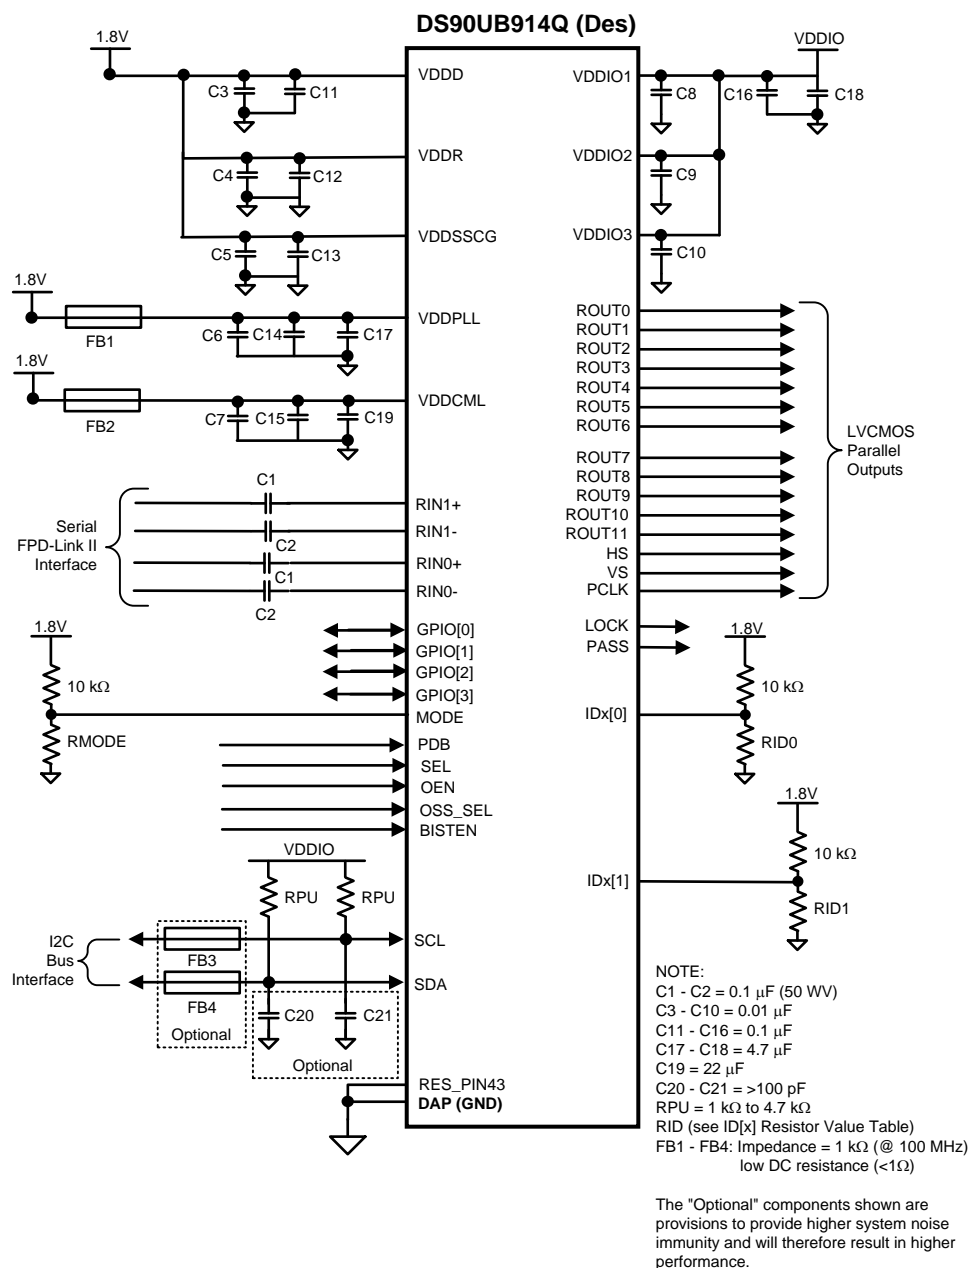 DS90UB914Q (Des)
1.8V
VDDD
C3
C11
VDDR
C4
C12
VDDSSCG
C5
C13
1.8V
FB1
VDDPLL
C6
C14
C17
1.8V
FB2
VDDCML
C7
C15
C19
VDDIO
VDDIO1
C8
C16
C18
VDDIO2
C9
VDDIO3
C10
C1
RIN1+
RIN1-
C2
Serial
FPD-Link II
Interface
RIN0+
C1
RIN0-
C2
ROUT0
ROUT1
ROUT2
ROUT3
ROUT4
ROUT5
ROUT6
ROUT7
ROUT8
ROUT9
ROUT10
ROUT11
HS
VS
PCLK
LVCMOS
Parallel
Outputs
LOCK
PASS
GPIO[0]
GPIO[1]
GPIO[2]
GPIO[3]
1.8V
10 kΩ
MODE
RMODE
PDB
SEL
OEN
OSS_SEL
BISTEN
1.8V
10 kΩ
IDx[0]
RID0
1.8V
10 kΩ
IDx[1]
RID1
VDDIO
RPU
RPU
I2C
Bus
Interface
FB3
SCL
FB4
SDA
Optional
C20
C21
Optional
RES_PIN43
DAP (GND)
NOTE:
C1 - C2 = 0.1 μF (50 WV)
C3 - C10 = 0.01 μF
C11 - C16 = 0.1 μF
C17 - C18 = 4.7 μF
C19 = 22 μF
C20 - C21 = >100 pF
RPU = 1 kΩ to 4.7 kΩ
RID (see ID[x] Resistor Value Table)
FB1 - FB4: Impedance = 1 kΩ (@ 100 MHz)
low DC resistance (<1Ω)
The "Optional" components shown are
provisions to provide higher system noise
immunity and will therefore result in higher
performance.